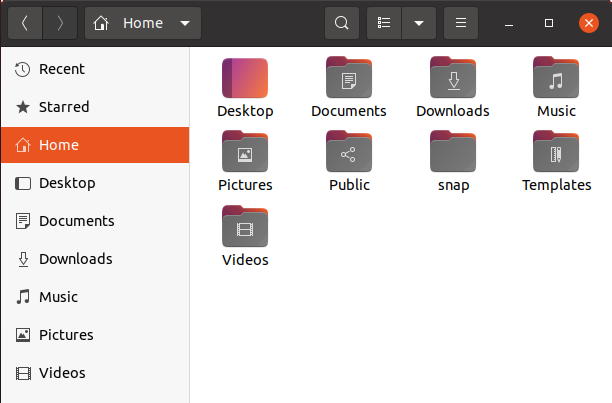 Home
Recent
Starred
Home
Desktop
Documents
Downloads
Music
Pictures
Videos
Desktop Documents Downloads Music
Pictures Public snap Templates
Videos